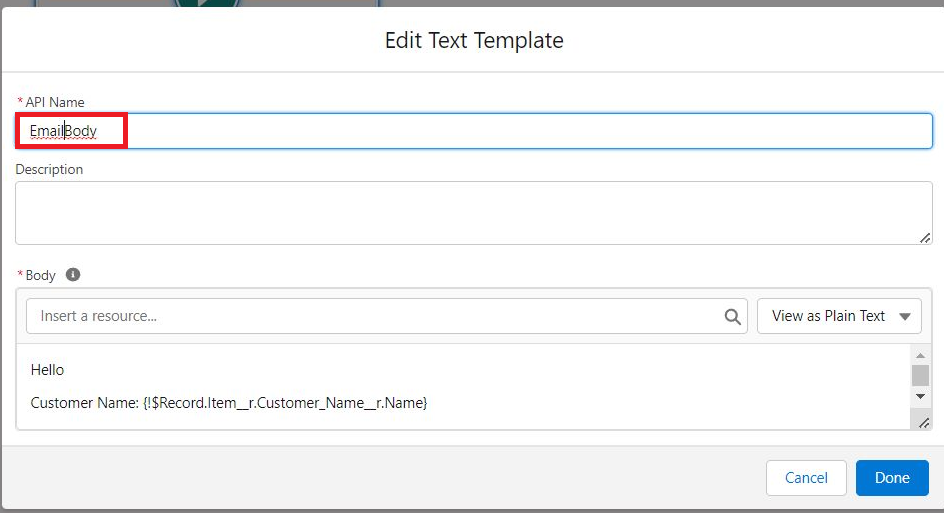 Edit Text Template
* API Name
EmailBody
Description
* Body
Insert a resource...
View as Plain Text
Hello
Customer Name: {!$Record.Item__r.Customer_Name__r.Name}
Cancel
Done